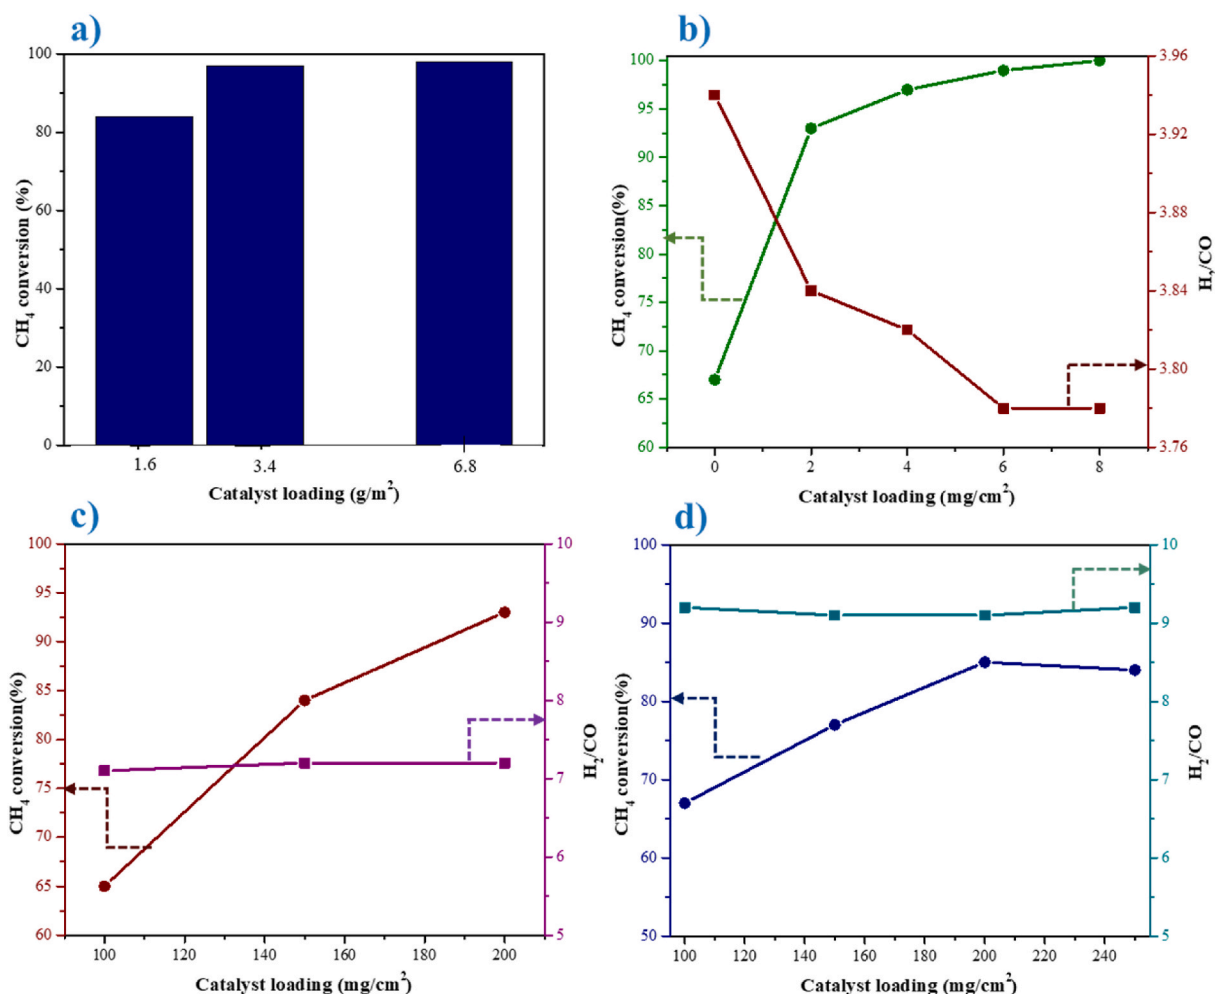 a)
100
80
60
40
20
0
1.6 3.4 6.8
CH4 conversion (%)
Catalyst loading (g/m²)
b)
100
95
90
85
80
75
70
65
60
CH4 conversion(%)
3.96
3.92
3.88
3.84
3.80
3.76
H2/CO
0 2 4 6 8
Catalyst loading (mg/cm²)
c)
100
95
90
85
80
75
70
65
60
CH4 conversion(%)
10
9
8
7
6
5
H2/CO
100 120 140 160 180 200
Catalyst loading (mg/cm²)
d)
100
90
80
70
60
50
CH4 conversion(%)
10
9
8
7
6
5
H2/CO
100 120 140 160 180 200 220 240
Catalyst loading (mg/cm²)